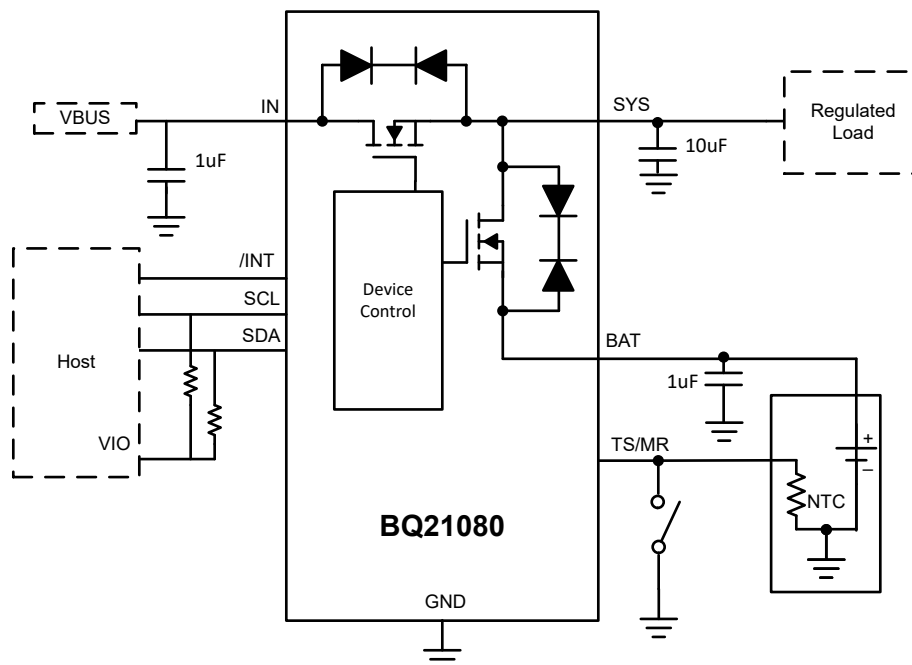 VBUS
IN
SYS
Regulated
Load
1uF
10uF
/INT
SCL
SDA
Device
Control
Host
BAT
1uF
VIO
TS/MR
+
–
NTC
BQ21080
GND